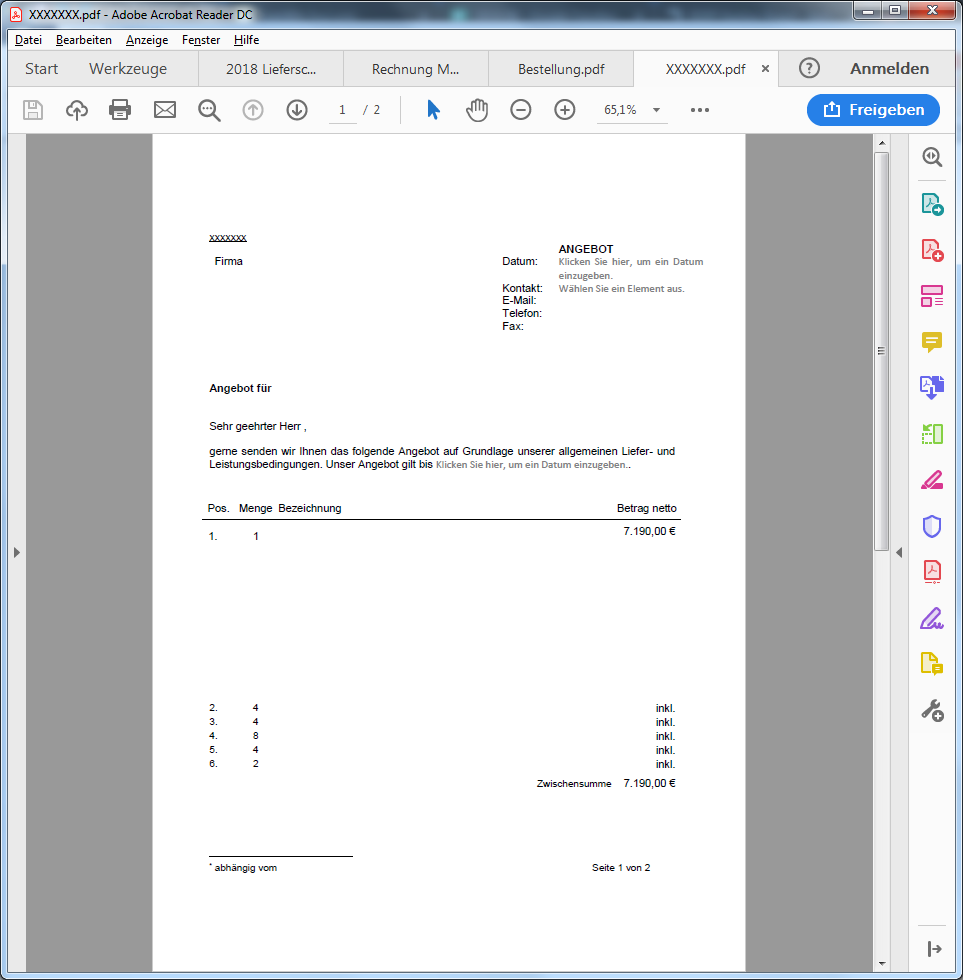 XXXXXXX.pdf - Adobe Acrobat Reader DC
Datei Bearbeiten Anzeige Fenster Hilfe
Start Werkzeuge 2018 Liefersc... Rechnung M... Bestellung.pdf XXXXXXX.pdf × ? Anmelden
1 / 2 65,1% Freigeben
xxxxxxx
ANGEBOT
Firma Datum: Klicken Sie hier, um ein Datum
einzugeben.
Kontakt: Wählen Sie ein Element aus.
E-Mail:
Telefon:
Fax:
Angebot für
Sehr geehrter Herr ,
gerne senden wir Ihnen das folgende Angebot auf Grundlage unserer allgemeinen Liefer- und
Leistungsbedingungen. Unser Angebot gilt bis Klicken Sie hier, um ein Datum einzugeben..
Pos. Menge Bezeichnung Betrag netto
1. 1 7.190,00 €
2. 4 inkl.
3. 4 inkl.
4. 8 inkl.
5. 4 inkl.
6. 2 inkl.
Zwischensumme 7.190,00 €
* abhängig vom Seite 1 von 2